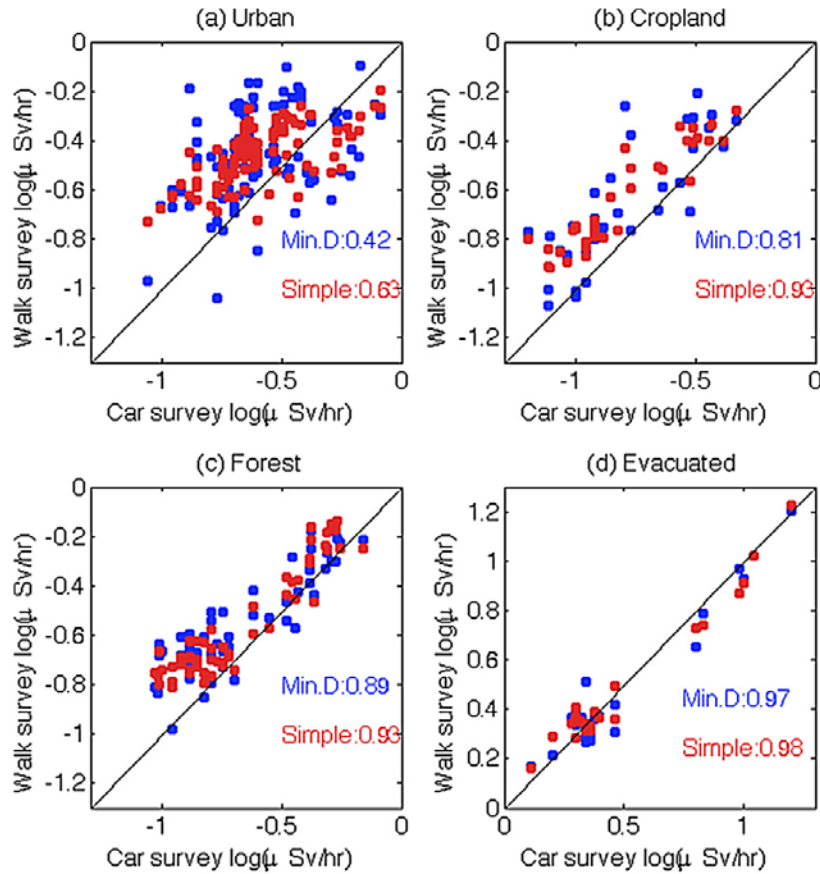 (a) Urban
0
-0.2
-0.4
-0.6
-0.8
-1
-1.2
Walk survey log(μ Sv/hr)
Min.D:0.42
Simple:0.63
-1
-0.5
0
Car survey log(μ Sv/hr)
(b) Cropland
0
-0.2
-0.4
-0.6
-0.8
-1
-1.2
Walk survey log(μ Sv/hr)
Min.D:0.81
Simple:0.93
-1
-0.5
0
Car survey log(μ Sv/hr)
(c) Forest
0
-0.2
-0.4
-0.6
-0.8
-1
-1.2
Walk survey log(μ Sv/hr)
Min.D:0.89
Simple:0.93
-1
-0.5
0
Car survey log(μ Sv/hr)
(d) Evacuated
1.2
1
0.8
0.6
0.4
0.2
0
Walk survey log(μ Sv/hr)
Min.D:0.97
Simple:0.98
0
0.5
1
Car survey log(μ Sv/hr)